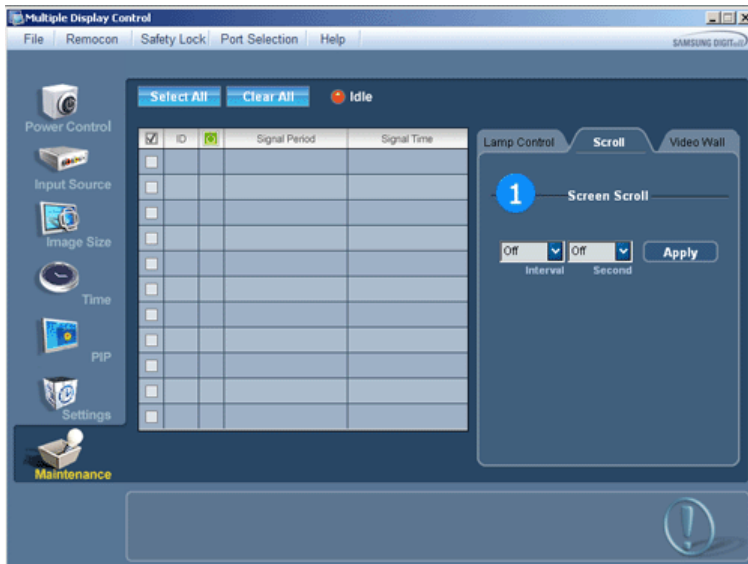 Multiple Display Control
File Remocon Safety Lock Port Selection Help
SAMSUNG DIGITall
Select All Clear All Idle
Power Control
Input Source
Image Size
Time
PIP
Settings
Maintenance
ID Signal Period Signal Time
Lamp Control Scroll Video Wall
1 Screen Scroll
Off Off Apply
Interval Second